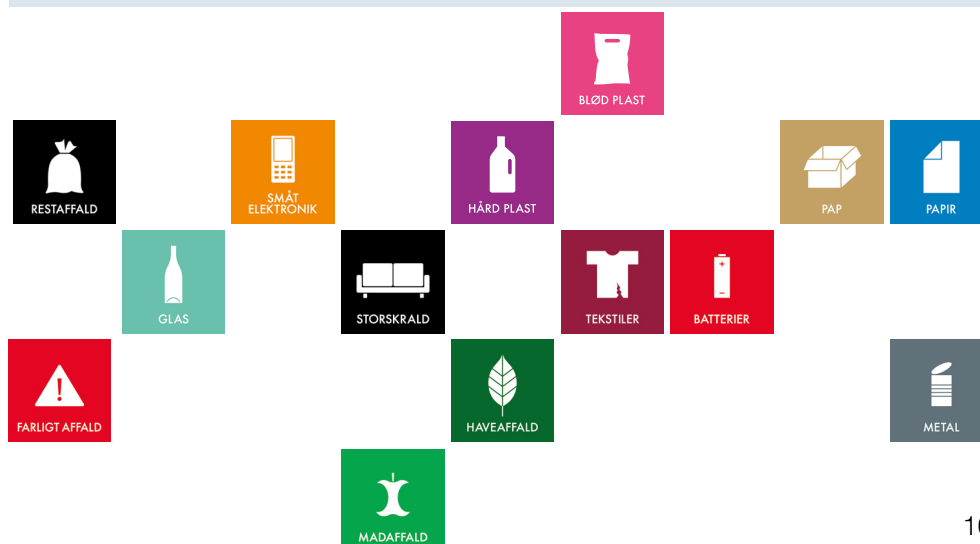 BLØD PLAST
RESTAFFALD
SMÅT
ELEKTRONIK
HÅRD PLAST
PAP
PAPIR
GLAS
STORSKRALD
TEKSTILER
BATTERIER
FARLIGT AFFALD
HAVEAFFALD
METAL
MADAFFALD